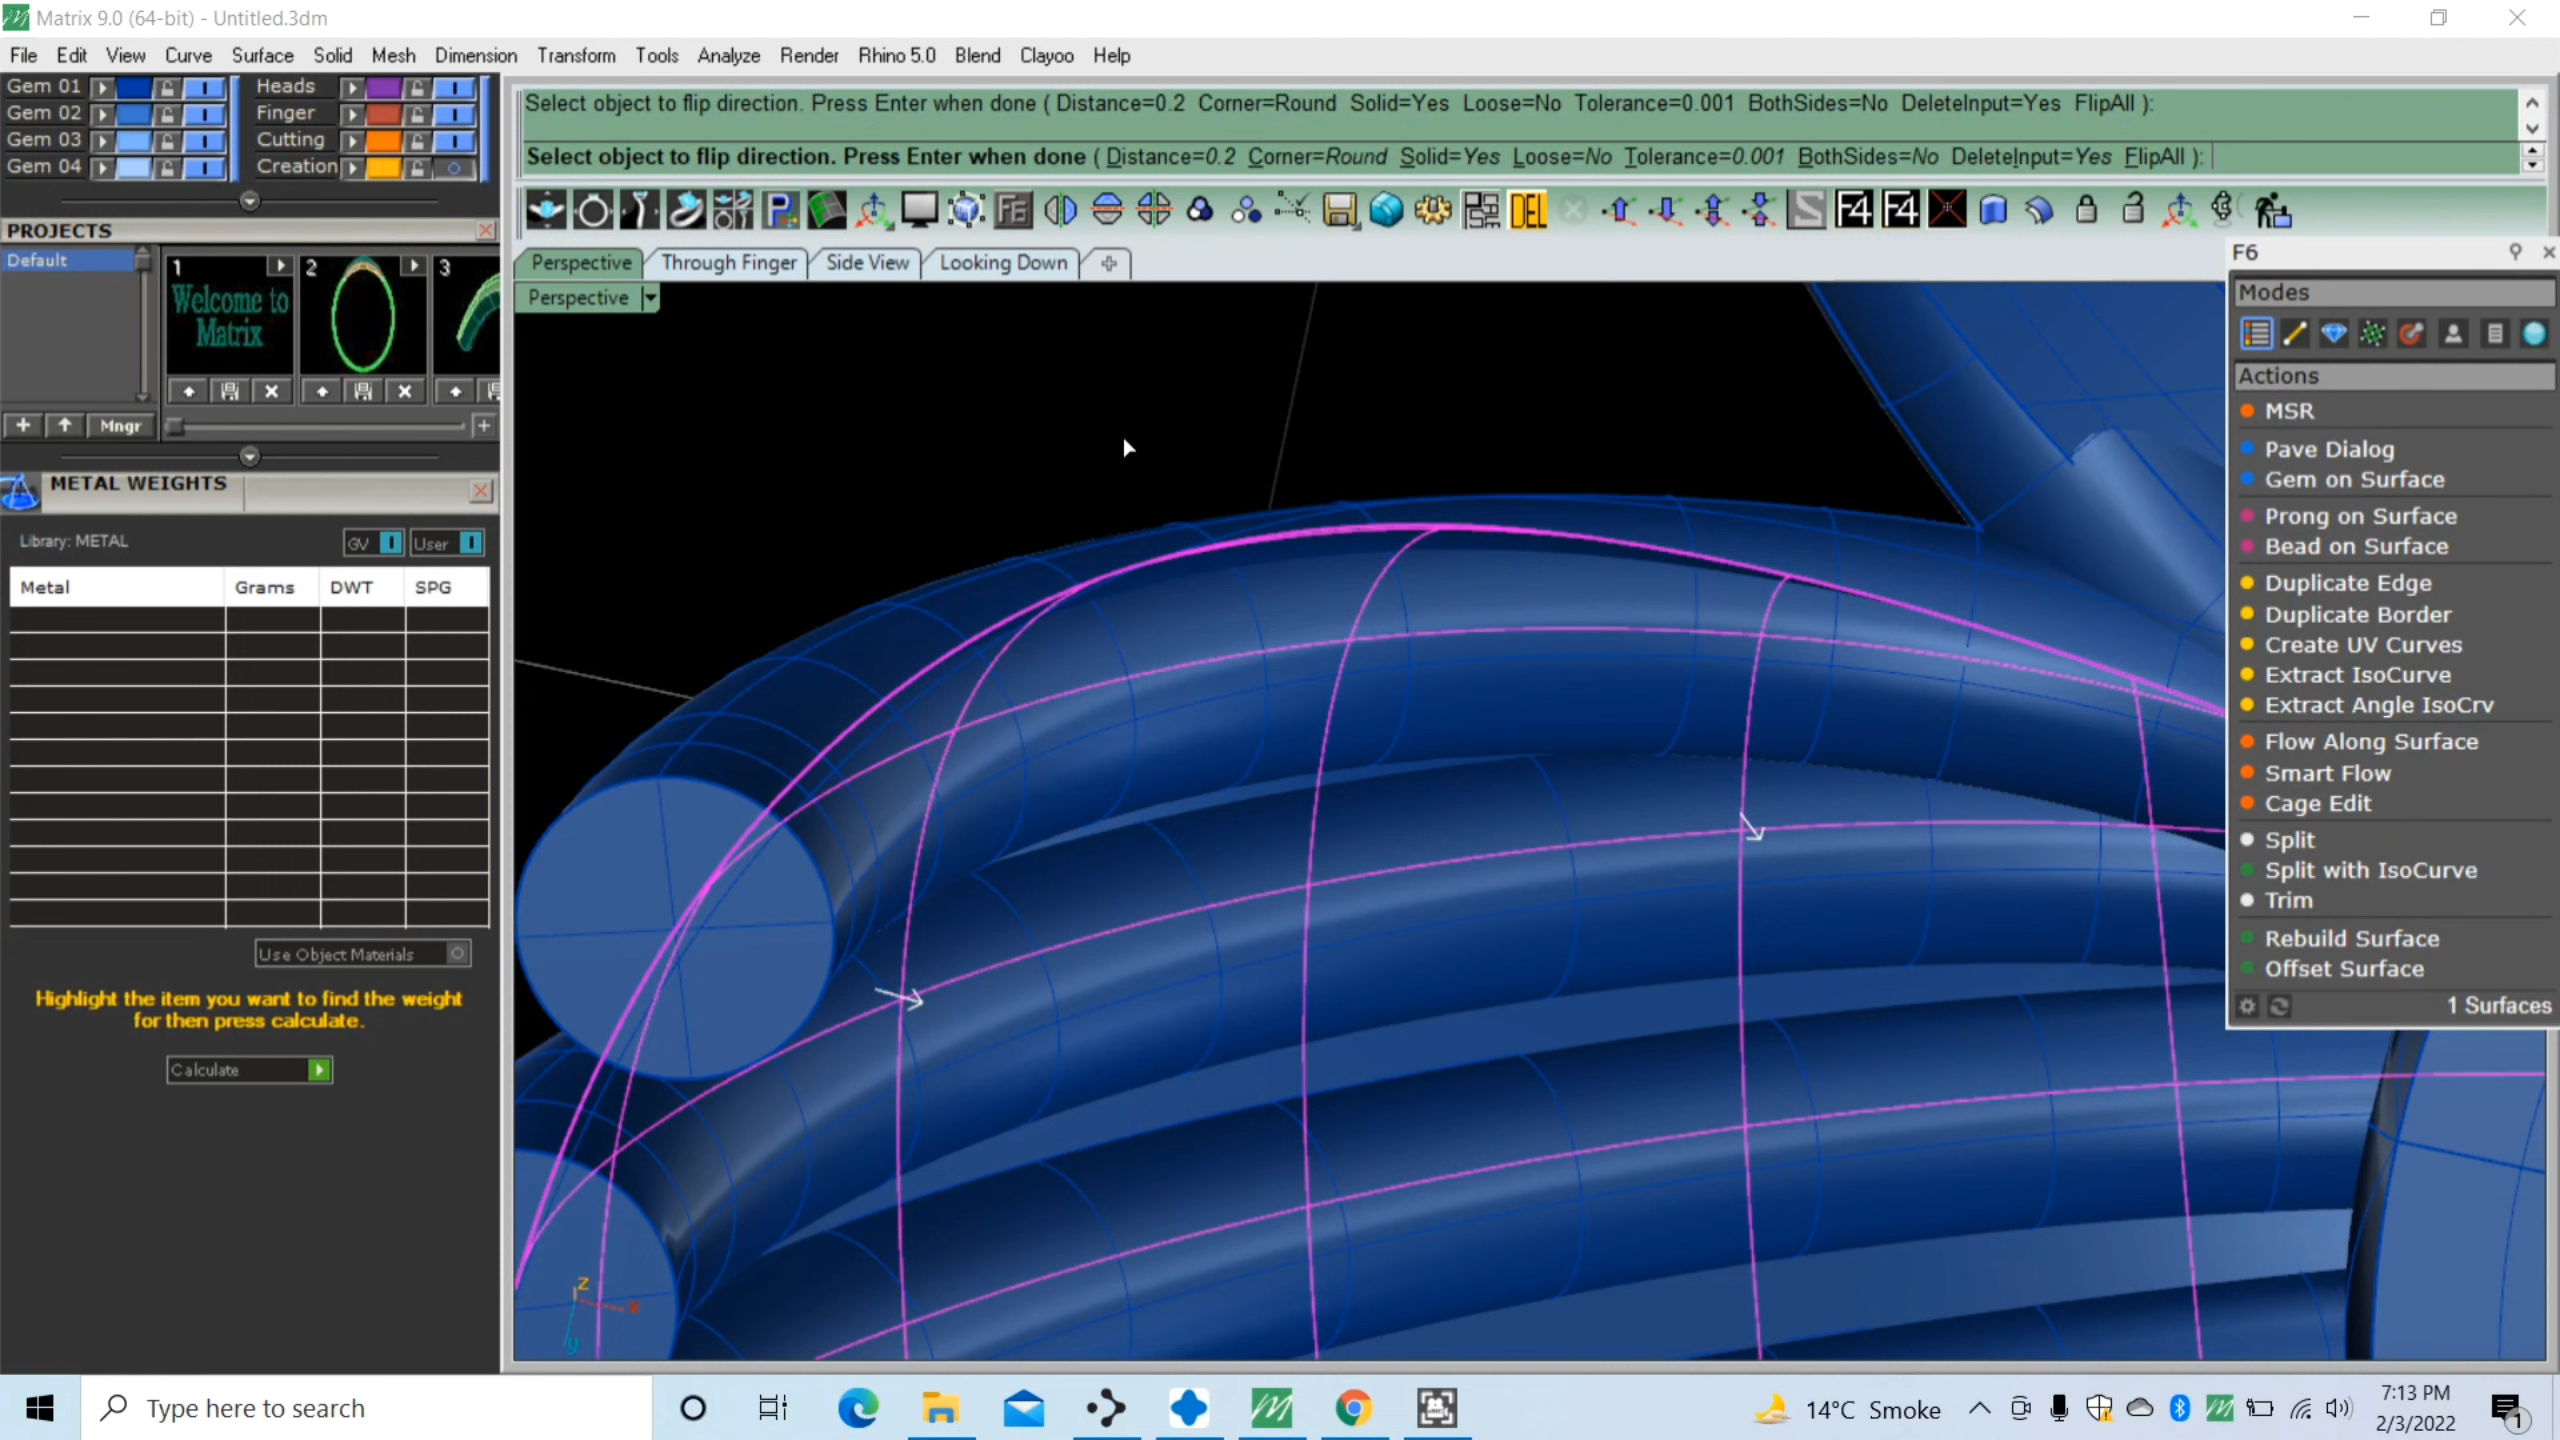 Matrix 9.0 (64-bit) - Untitled.3dm
File Edit View Curve Surface Solid Mesh Dimension Transform Tools Analyze Render Rhino 5.0 Blend Clayoo Help
Gem 01 Heads
Gem 02 Finger
Gem 03 Cutting
Gem 04 Creation
Select object to flip direction. Press Enter when done ( Distance=0.2 Corner=Round Solid=Yes Loose=No Tolerance=0.001 BothSides=No DeleteInput=Yes FlipAll ):
Select object to flip direction. Press Enter when done ( Distance=0.2 Corner=Round Solid=Yes Loose=No Tolerance=0.001 BothSides=No DeleteInput=Yes FlipAll ):
F6 DEL F4 F4
PROJECTS
Default
1 2 3
Welcome to
Matrix
Mngr
Perspective Through Finger Side View Looking Down
Perspective
METAL WEIGHTS
Library: METAL GV User
Metal Grams DWT SPG
Use Object Materials
Highlight the item you want to find the weight
for then press calculate.
Calculate
z
x
y
F6
Modes
Actions
MSR
Pave Dialog
Gem on Surface
Prong on Surface
Bead on Surface
Duplicate Edge
Duplicate Border
Create UV Curves
Extract IsoCurve
Extract Angle IsoCrv
Flow Along Surface
Smart Flow
Cage Edit
Split
Split with IsoCurve
Trim
Rebuild Surface
Offset Surface
1 Surfaces
Type here to search
14°C Smoke
7:13 PM
2/3/2022
1